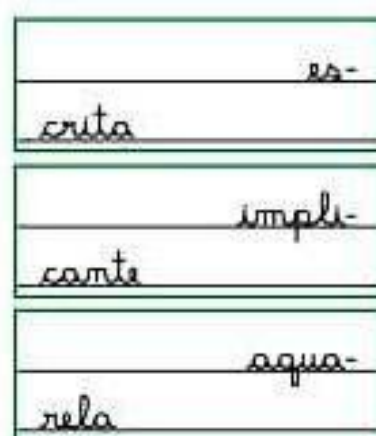 es-
crita
impli-
cante
aqua-
rela